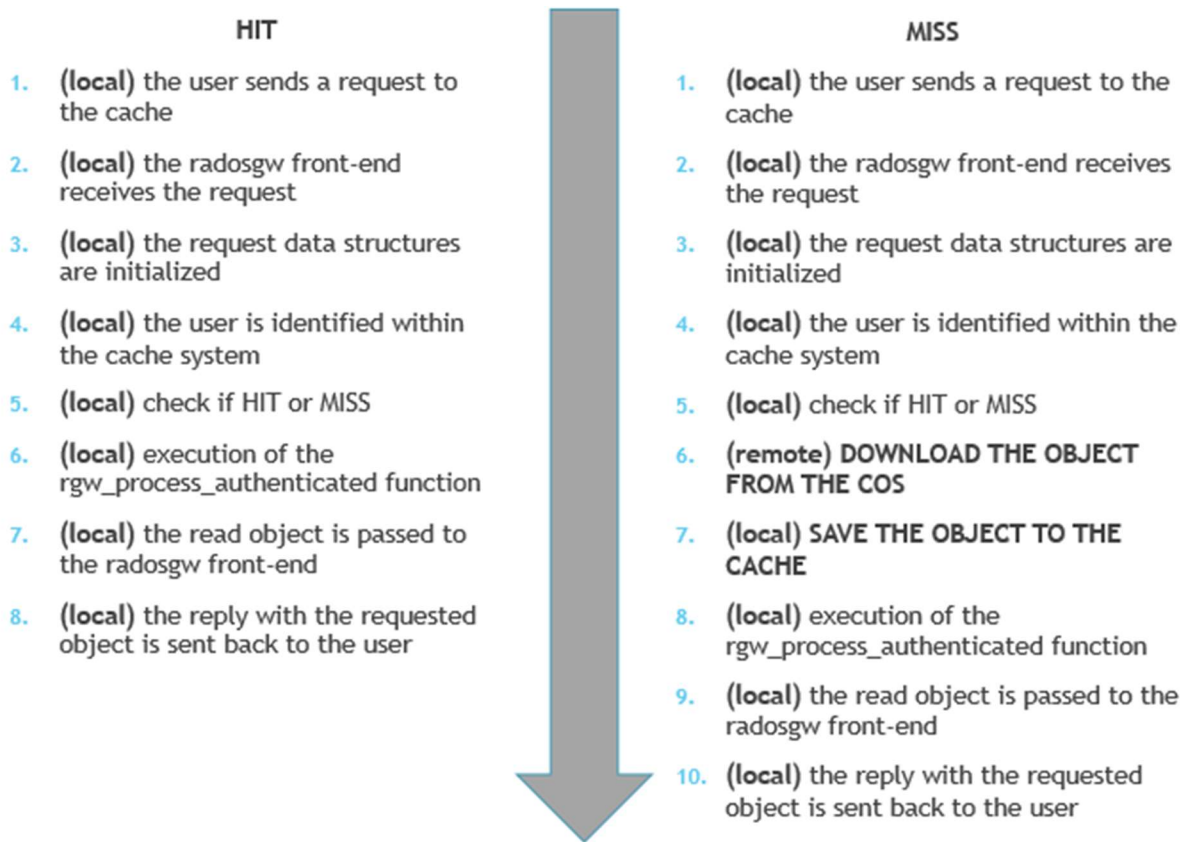 HIT
1. (local) the user sends a request to
the cache
2. (local) the radosgw front-end
receives the request
3. (local) the request data structures
are initialized
4. (local) the user is identified within
the cache system
5. (local) check if HIT or MISS
6. (local) execution of the
rgw_process_authenticated function
7. (local) the read object is passed to
the radosgw front-end
8. (local) the reply with the requested
object is sent back to the user
MISS
1. (local) the user sends a request to the
cache
2. (local) the radosgw front-end receives
the request
3. (local) the request data structures are
initialized
4. (local) the user is identified within the
cache system
5. (local) check if HIT or MISS
6. (remote) DOWNLOAD THE OBJECT
FROM THE COS
7. (local) SAVE THE OBJECT TO THE
CACHE
8. (local) execution of the
rgw_process_authenticated function
9. (local) the read object is passed to the
radosgw front-end
10. (local) the reply with the requested
object is sent back to the user